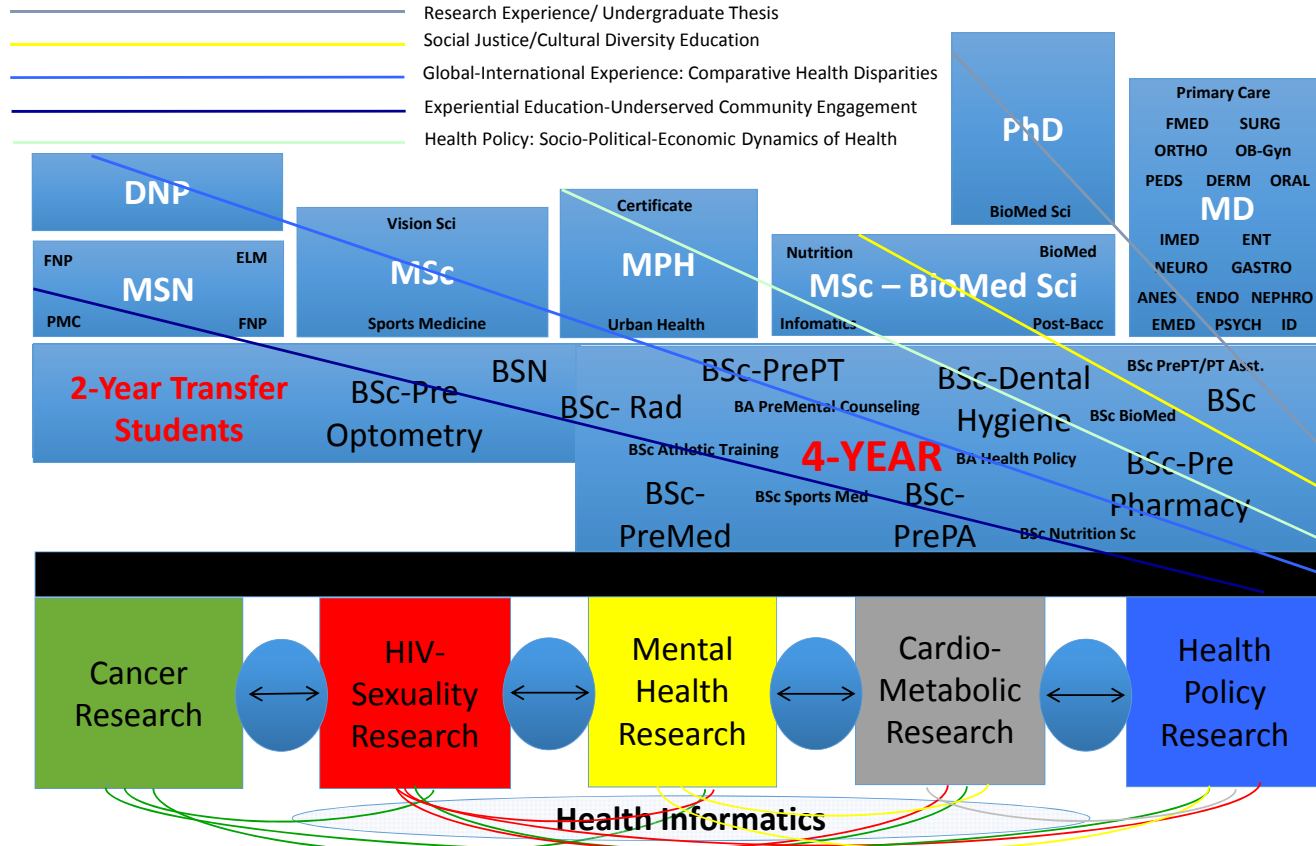 Research Experience/ Undergraduate Thesis
Social Justice/Cultural Diversity Education
Global-International Experience: Comparative Health Disparities
Experiential Education-Underserved Community Engagement
Health Policy: Socio-Political-Economic Dynamics of Health
DNP
FNP
ELM
MSN
PMC
FNP
Vision Sci
MSc
Sports Medicine
Certificate
MPH
Urban Health
Nutrition
BioMed
MSc – BioMed Sci
Infomatics
Post-Bacc
PhD
BioMed Sci
Primary Care
FMED SURG
ORTHO OB-Gyn
PEDS DERM ORAL
MD
IMED ENT
NEURO GASTRO
ANES ENDO NEPHRO
EMED PSYCH ID
2-Year Transfer
Students
BSc-Pre
Optometry
BSN
BSc- Rad
BSc-PrePT
BA PreMental Counseling
BSc Athletic Training
4-YEAR
BSc-Dental
Hygiene
BSc PrePT/PT Asst.
BSc
BSc BioMed
BA Health Policy
BSc-Pre
Pharmacy
BSc-
PreMed
BSc Sports Med
BSc-
PrePA
BSc Nutrition Sc
Cancer
Research
HIV-
Sexuality
Research
Mental
Health
Research
Cardio-
Metabolic
Research
Health
Policy
Research
Health Informatics